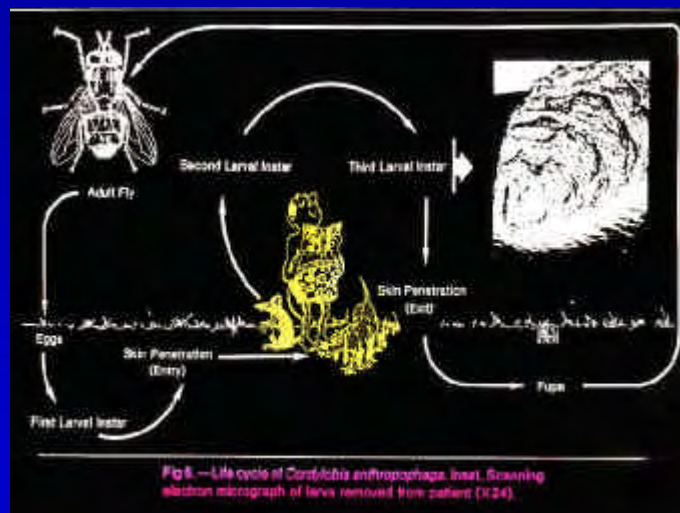 Second Larval Instar
Third Larval Instar
Adult Fly
Skin Penetration
(Exit)
Eggs
Skin Penetration
(Entry)
Pupa
First Larval Instar
Fig 6.—Life cycle of Cordylobia anthropophaga. Inset, Scanning
electron micrograph of larva removed from patient (×24).